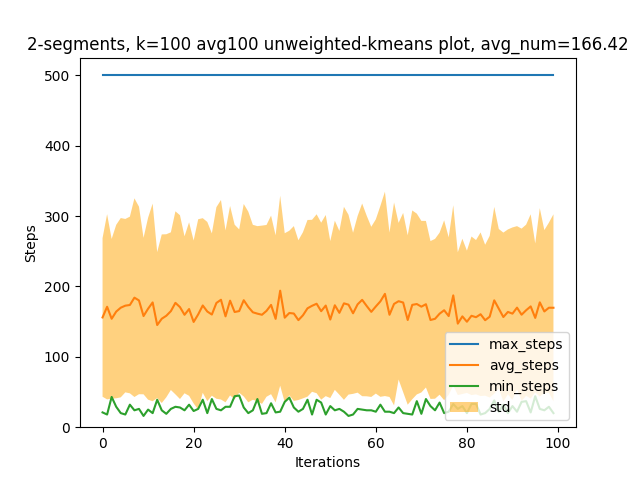 2-segments, k=100 avg100 unweighted-kmeans plot, avg_num=166.42
500
400
300
200
100
0
Steps
0 20 40 60 80 100
Iterations
max_steps
avg_steps
min_steps
std